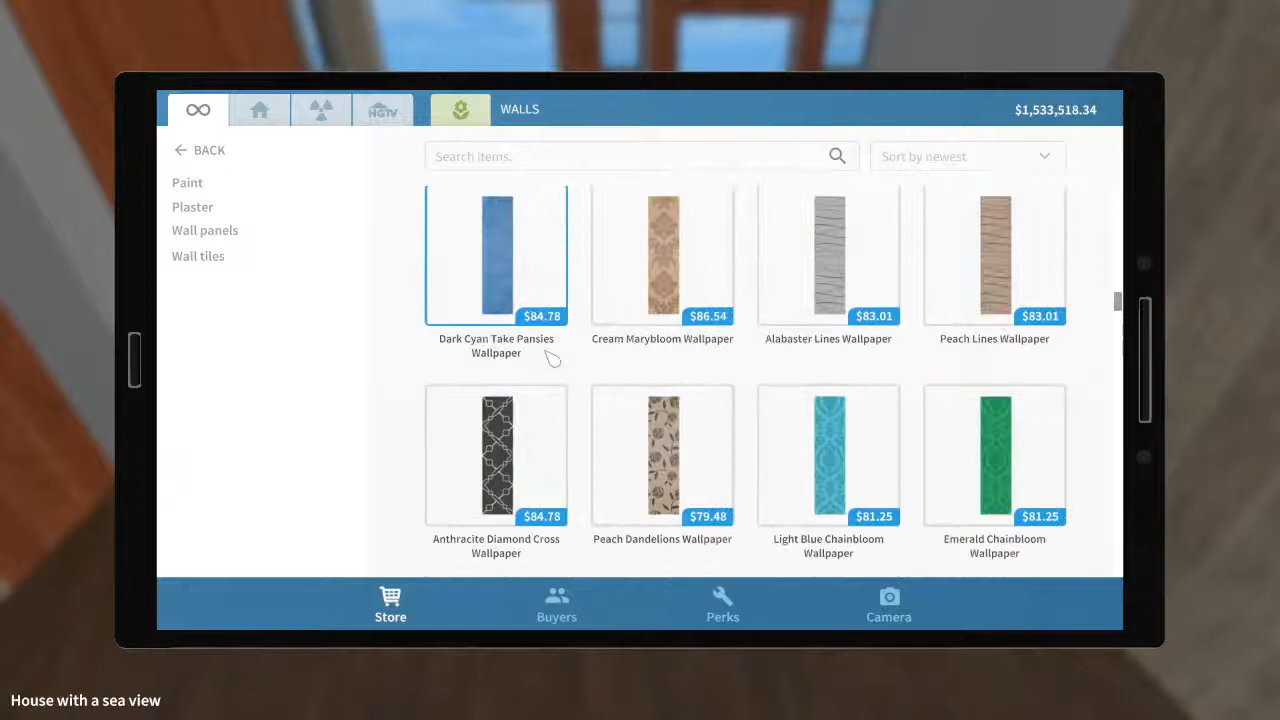 HGTV
WALLS
$1,533,518.34
BACK
Search items.
Sort by newest
Paint
Plaster
Wall panels
Wall tiles
$84.78
$86.54
$83.01
$83.01
Dark Cyan Take Pansies
Wallpaper
Cream Marybloom Wallpaper
Alabaster Lines Wallpaper
Peach Lines Wallpaper
$84.78
$79.48
$81.25
$81.25
Anthracite Diamond Cross
Wallpaper
Peach Dandelions Wallpaper
Light Blue Chainbloom
Wallpaper
Emerald Chainbloom
Wallpaper
Store
Buyers
Perks
Camera
House with a sea view